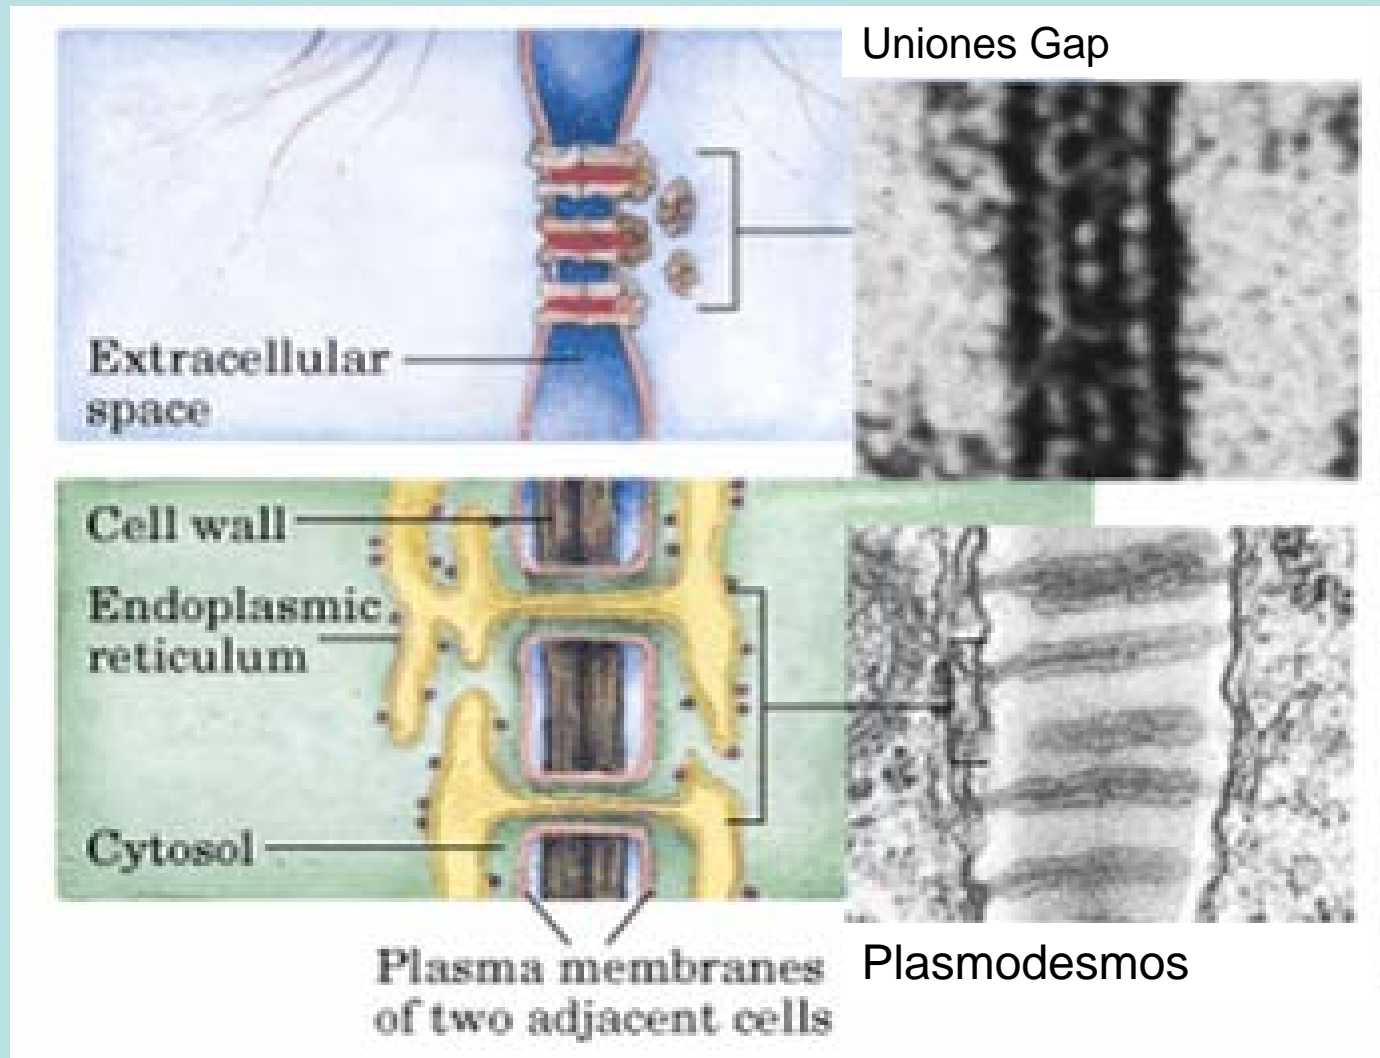 Uniones Gap
Extracellular
space
Cell wall
Endoplasmic
reticulum
Cytosol
Plasma membranes
of two adjacent cells
Plasmodesmos